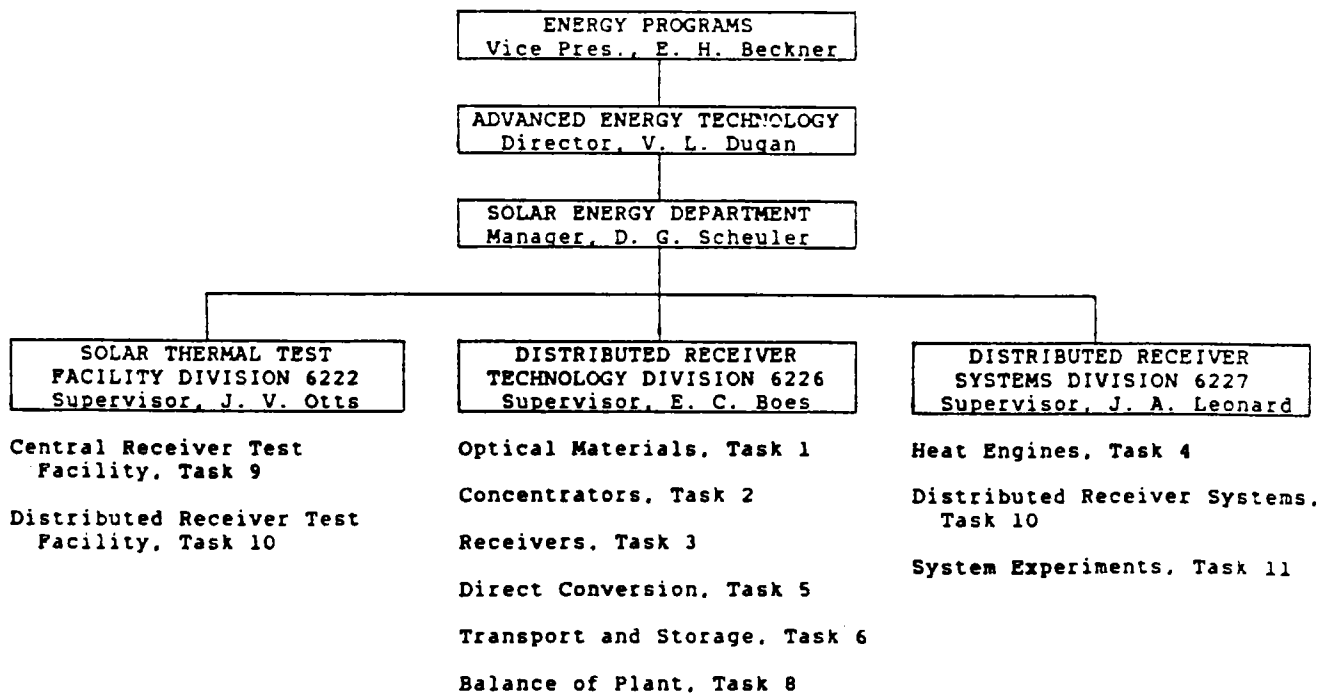 ENERGY PROGRAMS
Vice Pres., E. H. Beckner
ADVANCED ENERGY TECHNOLOGY
Director, V. L. Dugan
SOLAR ENERGY DEPARTMENT
Manager, D. G. Scheuler
SOLAR THERMAL TEST
FACILITY DIVISION 6222
Supervisor, J. V. Otts
Central Receiver Test
Facility, Task 9
Distributed Receiver Test
Facility, Task 10
DISTRIBUTED RECEIVER
TECHNOLOGY DIVISION 6226
Supervisor, E. C. Boes
Optical Materials, Task 1
Concentrators, Task 2
Receivers, Task 3
Direct Conversion, Task 5
Transport and Storage, Task 6
Balance of Plant, Task 8
DISTRIBUTED RECEIVER
SYSTEMS DIVISION 6227
Supervisor, J. A. Leonard
Heat Engines, Task 4
Distributed Receiver Systems,
Task 10
System Experiments, Task 11